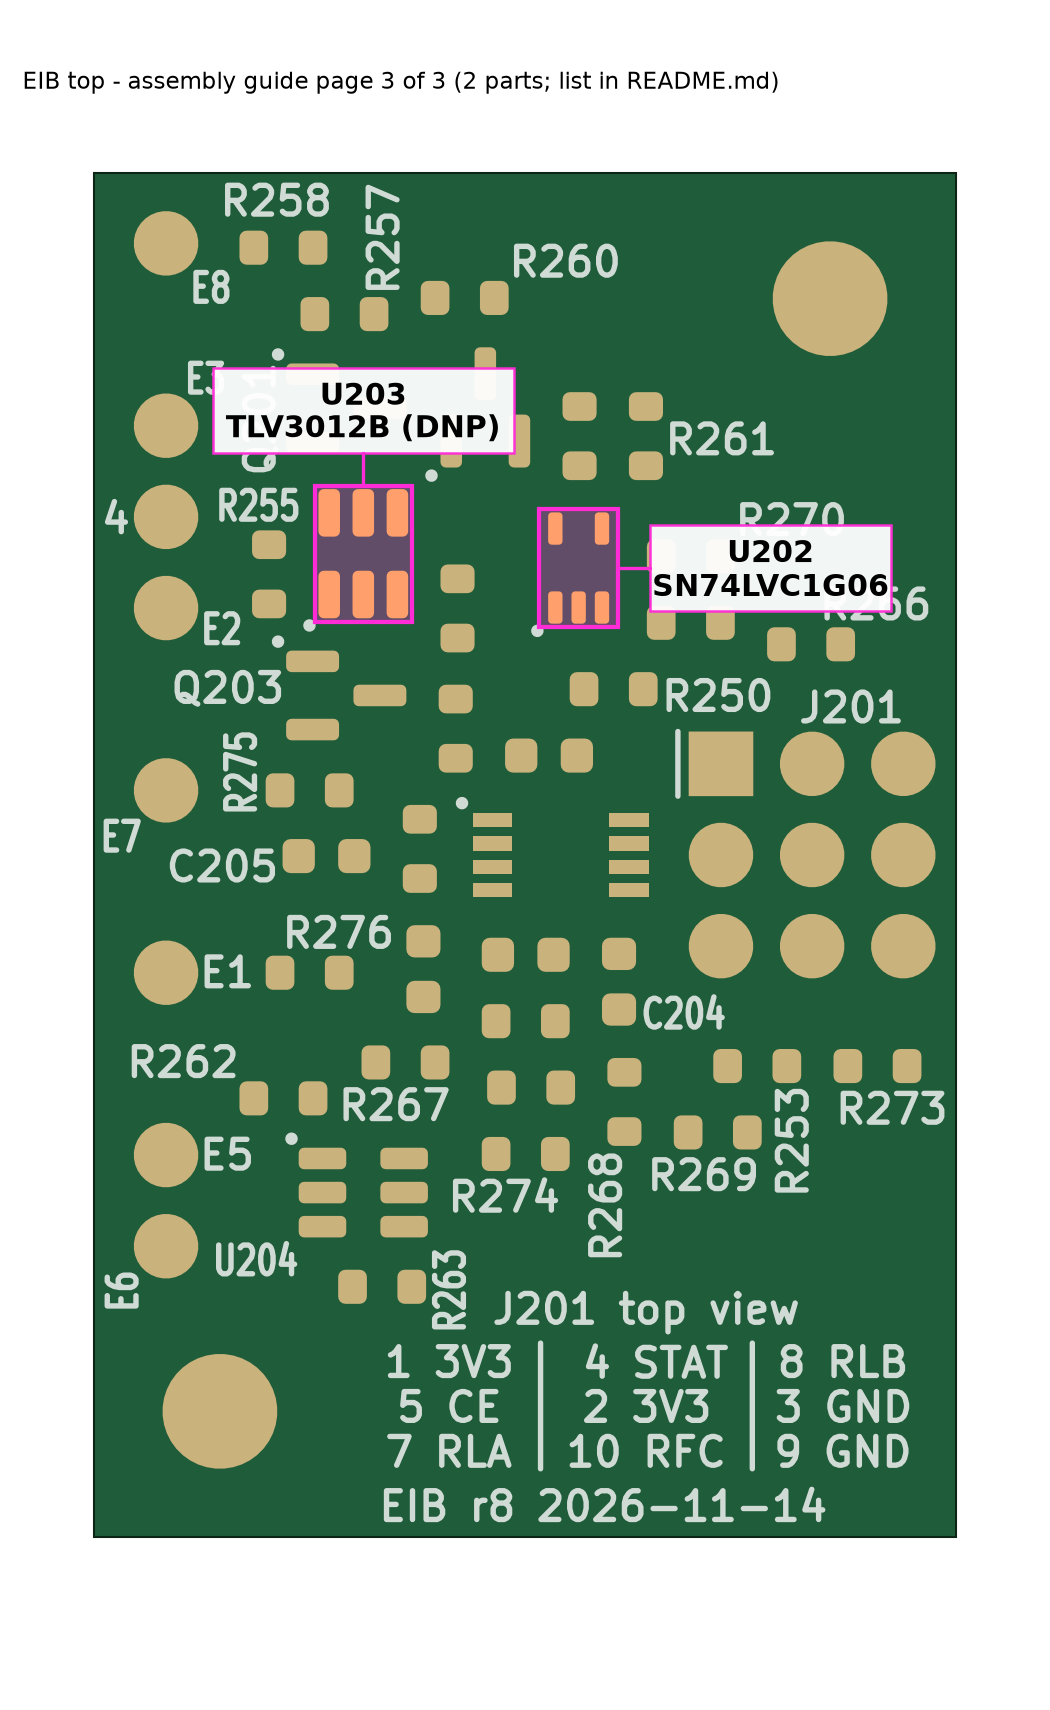 EIB top - assembly guide page 3 of 3 (2 parts; list in README.md)
R258
R257
R260
E8
E3
U203
TLV3012B (DNP)
R261
4
R255
R270
U202
SN74LVC1G06
E2
Q203
R250
J201
R275
E7
C205
R276
E1
C204
R262
R267
R253
R273
E5
R274
R268
R269
U204
R263
E6
J201 top view
1 3V3 4 STAT 8 RLB
5 CE 2 3V3 3 GND
7 RLA 10 RFC 9 GND
EIB r8 2026-11-14